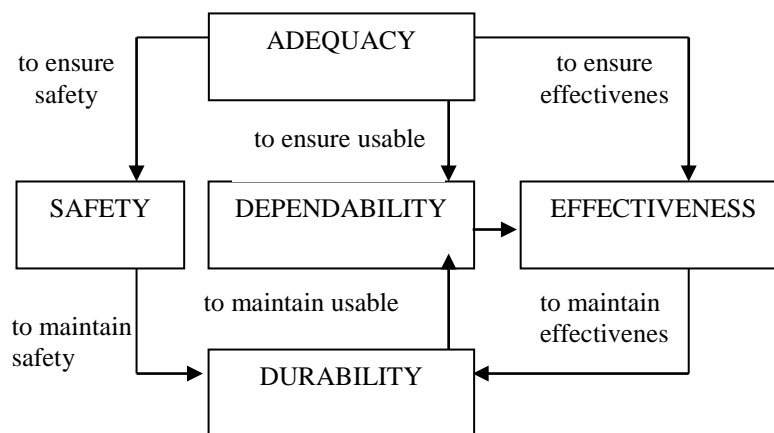 ADEQUACY
to ensure
safety
to ensure
effectivenes
to ensure usable
SAFETY
DEPENDABILITY
EFFECTIVENESS
to maintain
safety
to maintain usable
to maintain
effectivenes
DURABILITY